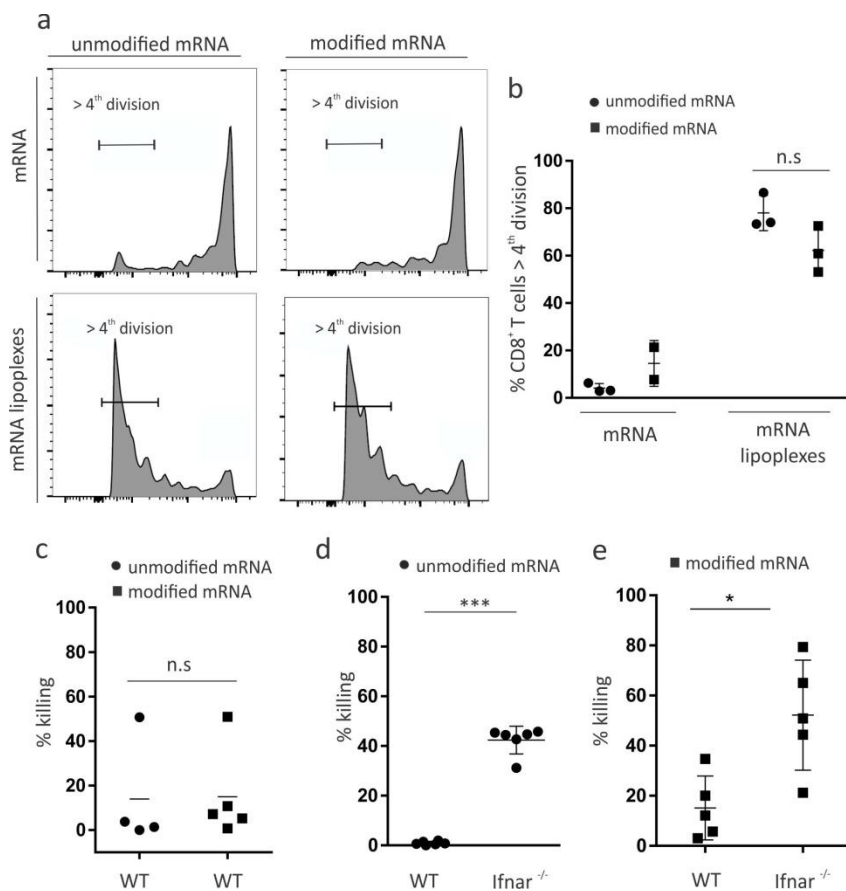 a
unmodified mRNA
modified mRNA
mRNA
> 4th division
> 4th division
mRNA lipoplexes
> 4th division
> 4th division
b
● unmodified mRNA
■ modified mRNA
% CD8+ T cells > 4th division
100
80
60
40
20
0
n.s
mRNA
mRNA
lipoplexes
c
● unmodified mRNA
■ modified mRNA
% killing
100
80
60
40
20
0
n.s
WT
WT
d
● unmodified mRNA
% killing
100
80
60
40
20
0
***
WT
Ifnar -/-
e
■ modified mRNA
% killing
100
80
60
40
20
0
*
WT
Ifnar -/-